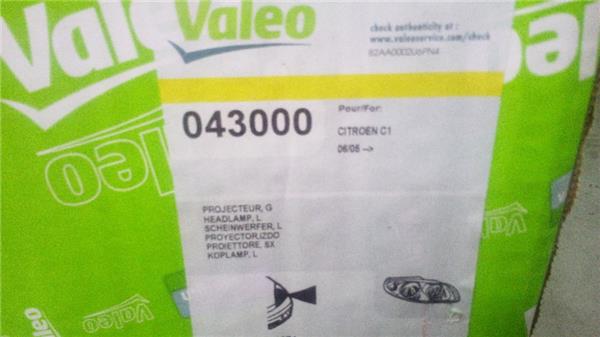 Valeo
Valeo
Valeo
check authenticity at :
www.valeoservice.com/check
043000
Pour/For:
CITROEN C1
06/05 -->
PROJECTEUR, G
HEADLAMP, L
SCHEINWERFER, L
PROYECTOR,IZDO
PROIETTORE, SX
KOPLAMP, L
Valeo
Valeo